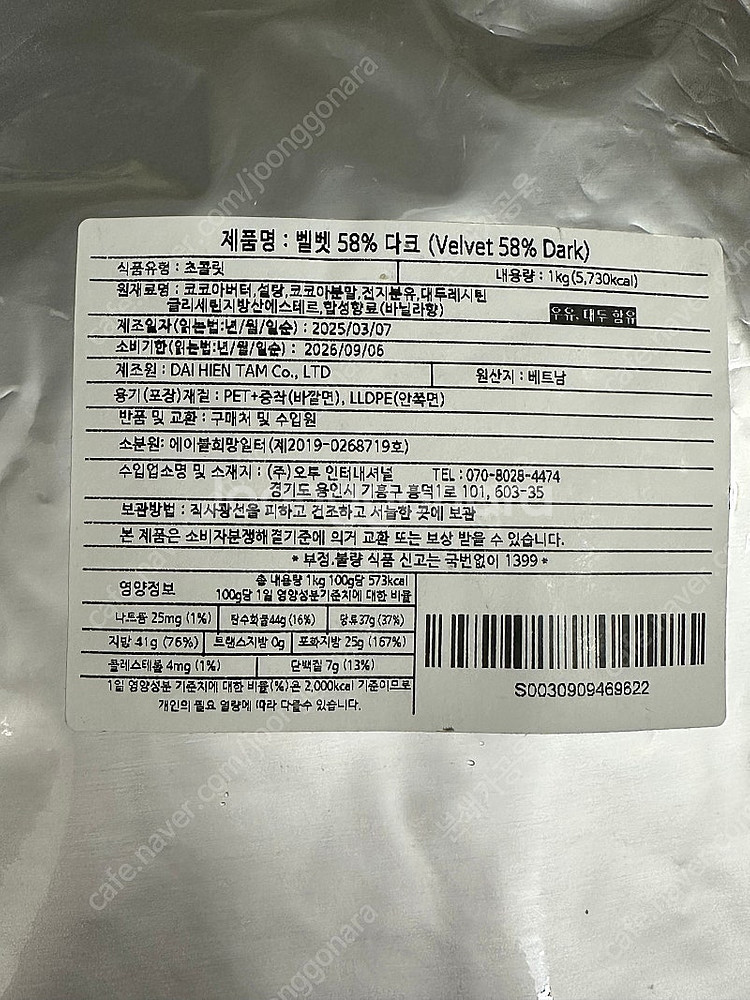 제품명 : 벨벳 58% 다크 (Velvet 58% Dark)
식품유형 : 초콜릿
내용량 : 1kg(5,730kcal)
원재료명 : 코코아버터,설탕,코코아분말,전지분유,대두레시틴
글리세린지방산에스테르,합성향료(바닐라향)
우유, 대두 함유
제조일자(읽는법:년/월/일순) : 2025/03/07
소비기한(읽는법:년/월/일순) : 2026/09/06
제조원 : DAI HIEN TAM Co., LTD
원산지 : 베트남
용기(포장)재질 : PET+증착(바깥면), LLDPE(안쪽면)
반품 및 교환 : 구매처 및 수입원
소분원: 에이블희망일터(제2019-0268719호)
수입업소명 및 소재지 : (주)오투 인터내셔널 TEL : 070-8028-4474
경기도 용인시 기흥구 흥덕1로 101, 603-35
보관방법 : 직사광선을 피하고 건조하고 서늘한 곳에 보관
본 제품은 소비자분쟁해결기준에 의거 교환 또는 보상 받을 수 있습니다.
* 부정,불량 식품 신고는 국번없이 1399 *
영양정보
총 내용량 1kg 100g당 573kcal
100g당 1일 영양성분기준치에 대한 비율
나트륨 25mg (1%) 탄수화물44g (16%) 당류37g (37%)
지방 41g (76%) 트랜스지방 0g 포화지방 25g (167%)
콜레스테롤 4mg (1%) 단백질 7g (13%)
1일 영양성분 기준치에 대한 비율(%)은 2,000kcal 기준이므로
개인의 필요 열량에 따라 다를수 있습니다.
S0030909469622
cafe.naver.com/joonggonara